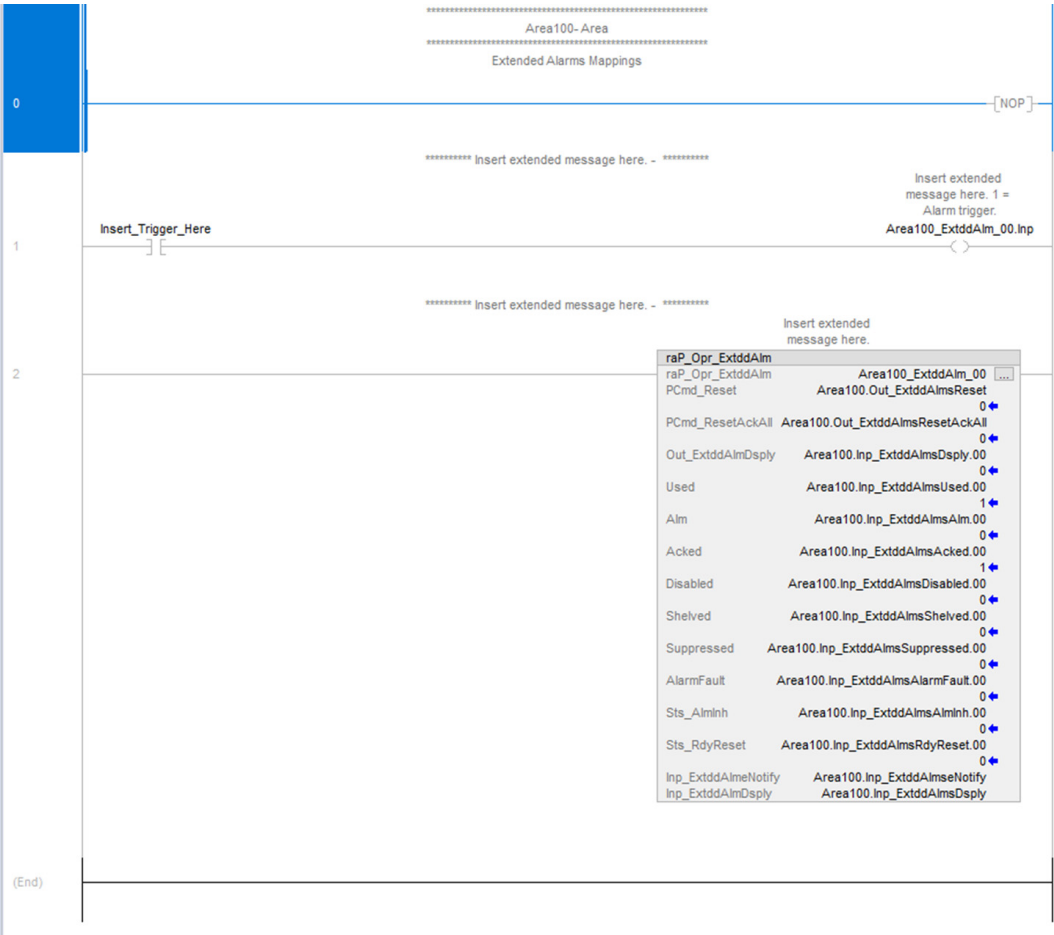 ************************************************************
Area100- Area
************************************************************
Extended Alarms Mappings
0
NOP
********** Insert extended message here. - **********
Insert extended
message here. 1 =
Alarm trigger.
Insert_Trigger_Here
Area100_ExtddAlm_00.Inp
1
********** Insert extended message here. - **********
Insert extended
message here.
2
raP_Opr_ExtddAlm
raP_Opr_ExtddAlm Area100_ExtddAlm_00 ...
PCmd_Reset Area100.Out_ExtddAlmsReset
0
PCmd_ResetAckAll Area100.Out_ExtddAlmsResetAckAll
0
Out_ExtddAlmDsply Area100.Inp_ExtddAlmsDsply.00
0
Used Area100.Inp_ExtddAlmsUsed.00
1
Alm Area100.Inp_ExtddAlmsAlm.00
0
Acked Area100.Inp_ExtddAlmsAcked.00
1
Disabled Area100.Inp_ExtddAlmsDisabled.00
0
Shelved Area100.Inp_ExtddAlmsShelved.00
0
Suppressed Area100.Inp_ExtddAlmsSuppressed.00
0
AlarmFault Area100.Inp_ExtddAlmsAlarmFault.00
0
Sts_AlmInh Area100.Inp_ExtddAlmsAlmInh.00
0
Sts_RdyReset Area100.Inp_ExtddAlmsRdyReset.00
0
Inp_ExtddAlmeNotify Area100.Inp_ExtddAlmseNotify
Inp_ExtddAlmDsply Area100.Inp_ExtddAlmsDsply
(End)